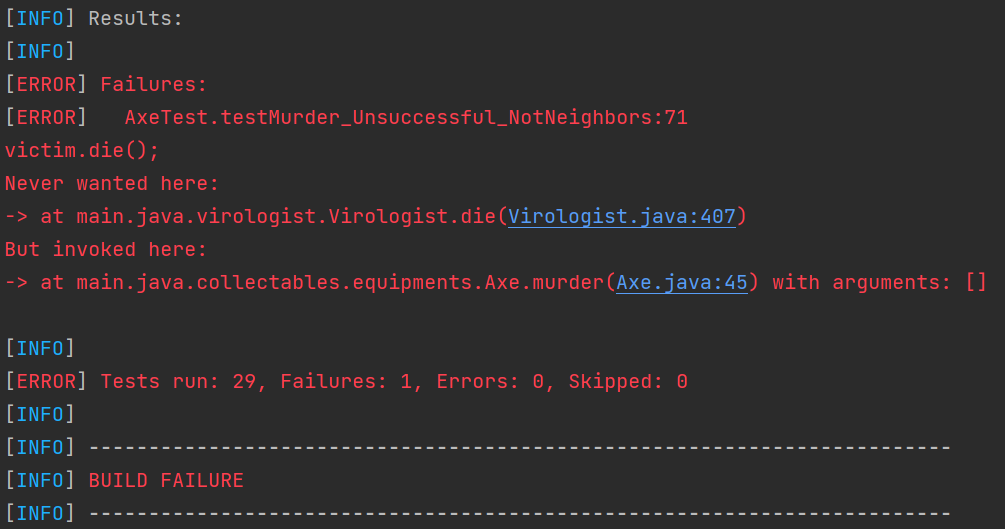 [INFO] Results:
[INFO]
[ERROR] Failures:
[ERROR]   AxeTest.testMurder_Unsuccessful_NotNeighbors:71
victim.die();
Never wanted here:
-> at main.java.virologist.Virologist.die(Virologist.java:407)
But invoked here:
-> at main.java.collectables.equipments.Axe.murder(Axe.java:45) with arguments: []
[INFO]
[ERROR] Tests run: 29, Failures: 1, Errors: 0, Skipped: 0
[INFO]
[INFO] ------------------------------------------------------------------------
[INFO] BUILD FAILURE
[INFO] ------------------------------------------------------------------------